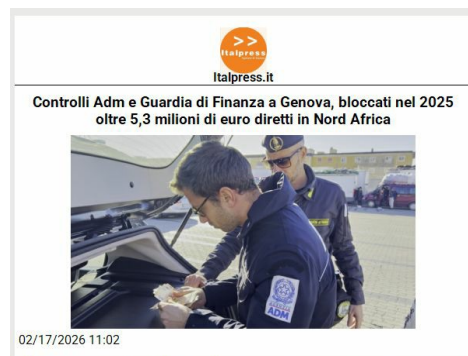 >>
Italpress
Italpress.it
Controlli Adm e Guardia di Finanza a Genova, bloccati nel 2025
oltre 5,3 milioni di euro diretti in Nord Africa
ADM
02/17/2026 11:02